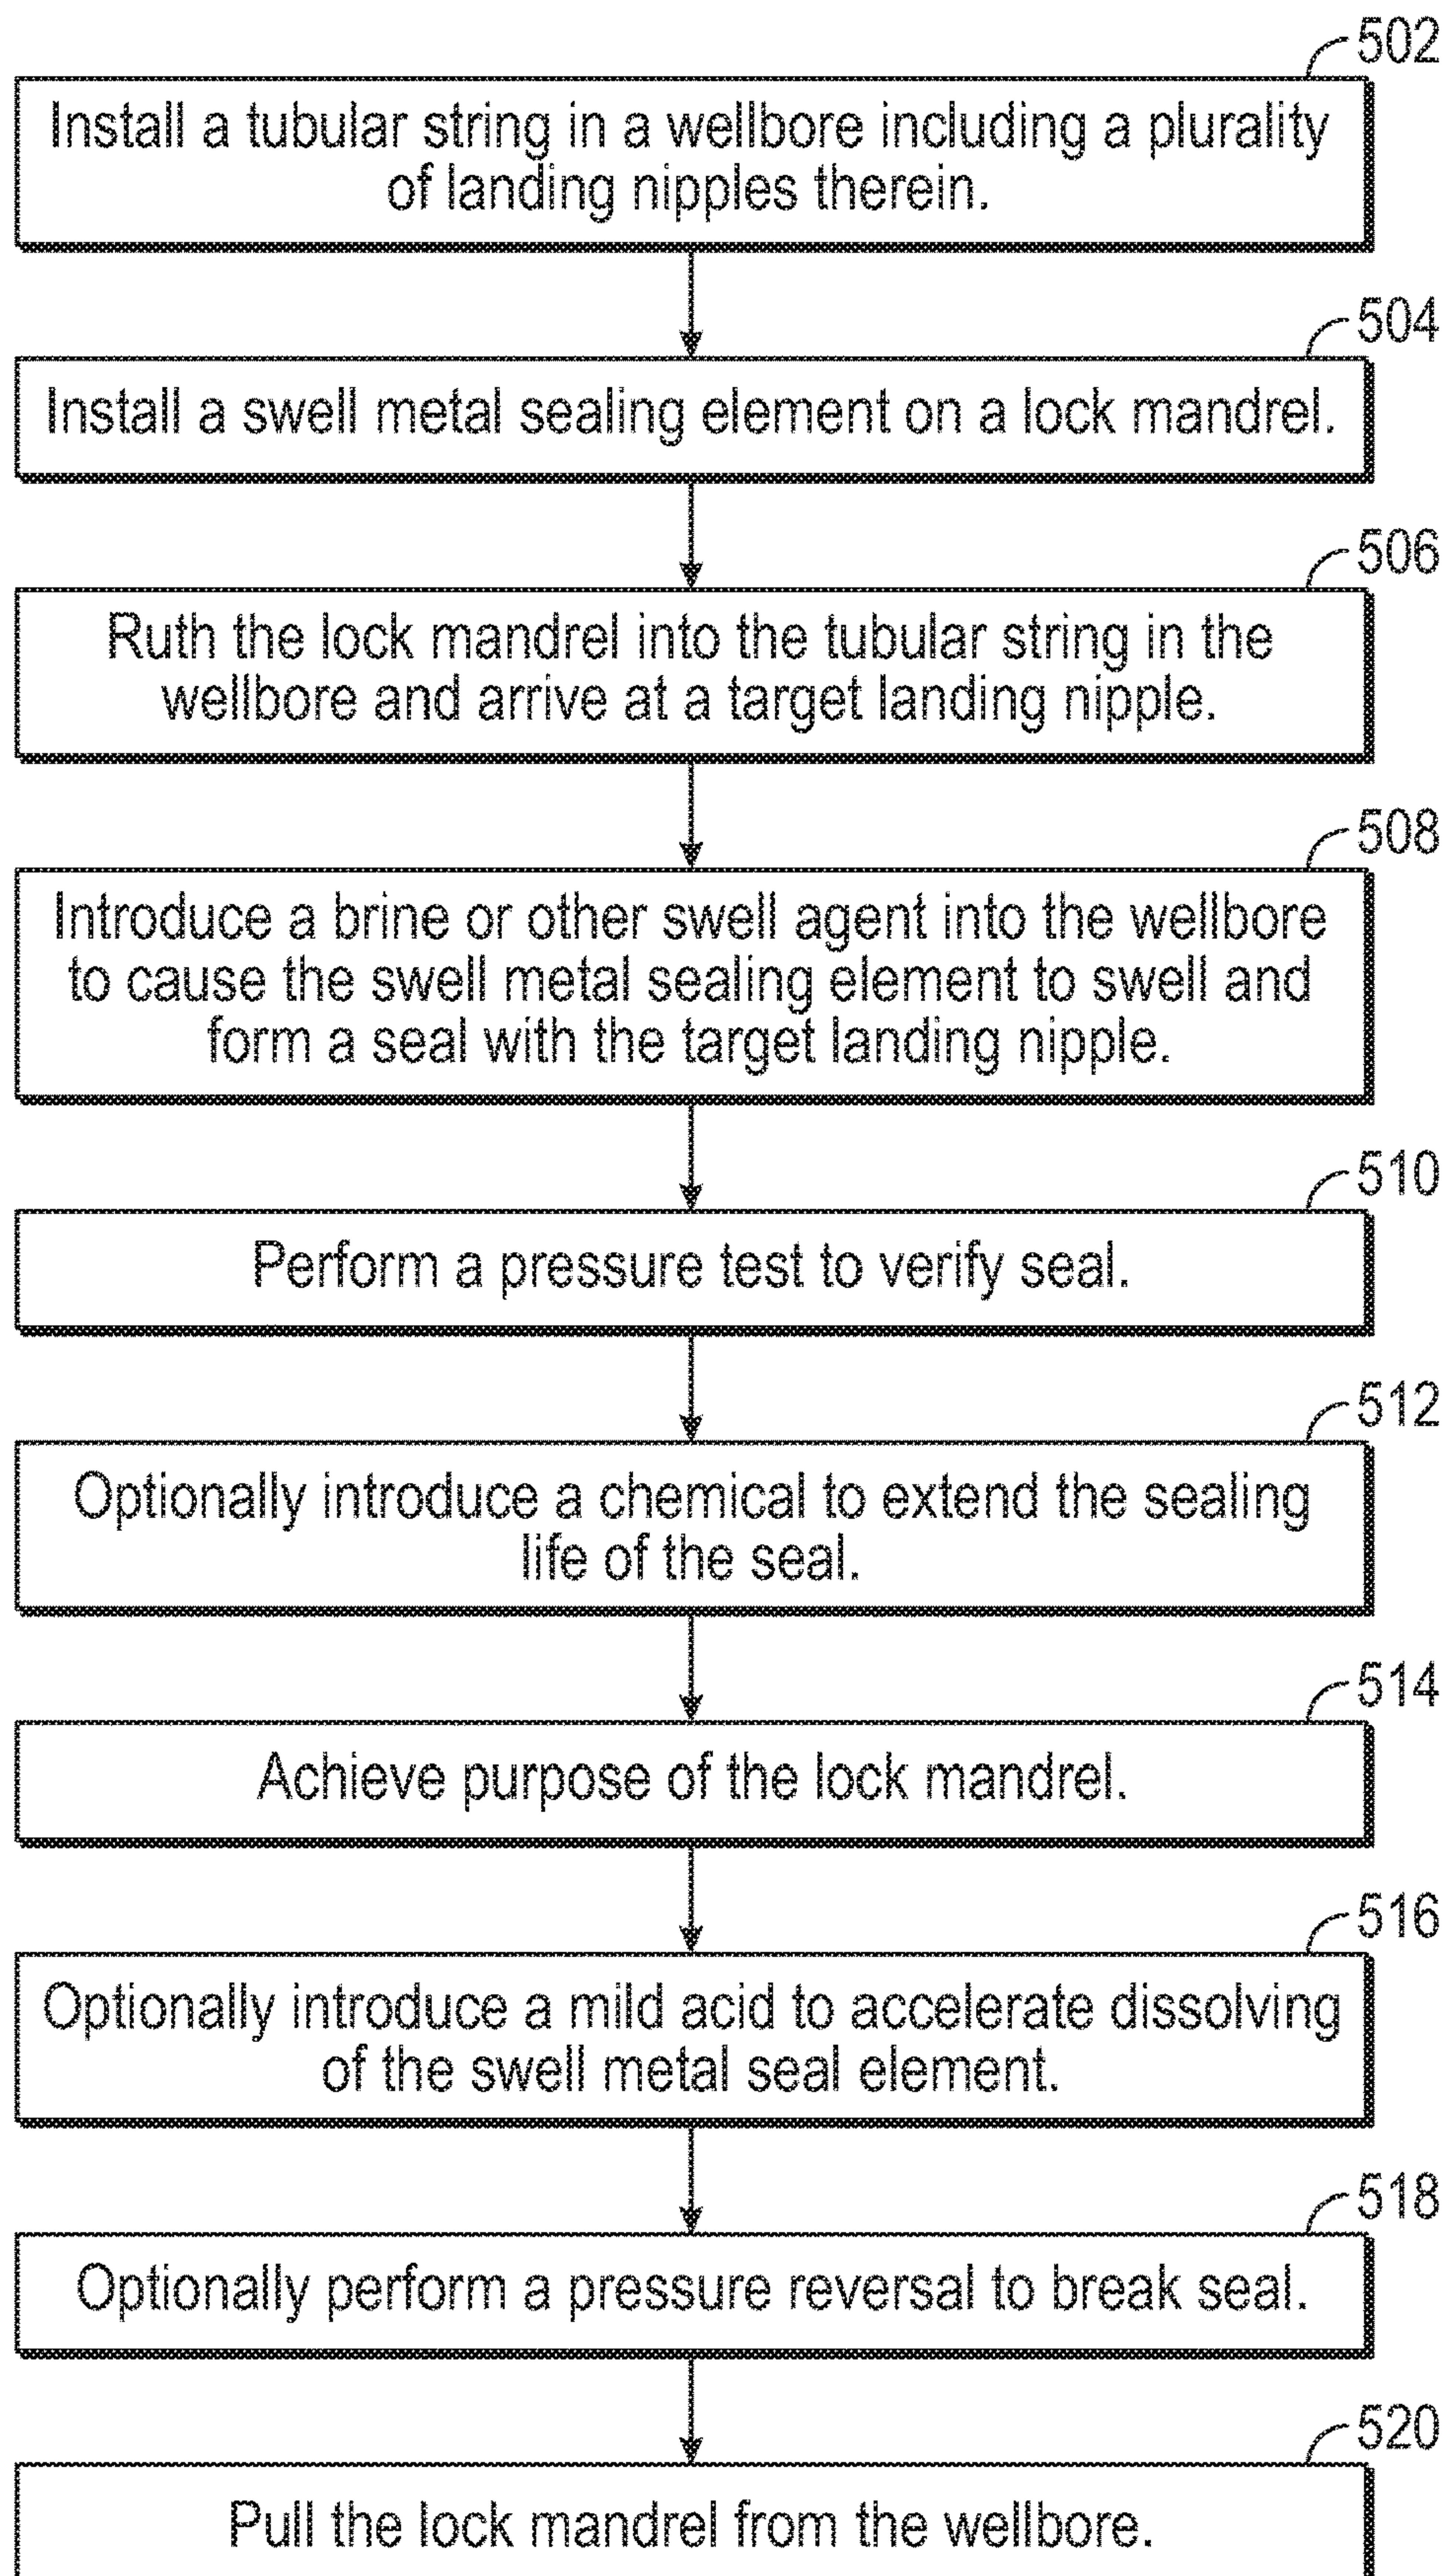 502
Install a tubular string in a wellbore including a plurality
of landing nipples therein.
504
Install a swell metal sealing element on a lock mandrel.
506
Ruth the lock mandrel into the tubular string in the
wellbore and arrive at a target landing nipple.
508
Introduce a brine or other swell agent into the wellbore
to cause the swell metal sealing element to swell and
form a seal with the target landing nipple.
510
Perform a pressure test to verify seal.
512
Optionally introduce a chemical to extend the sealing
life of the seal.
514
Achieve purpose of the lock mandrel.
516
Optionally introduce a mild acid to accelerate dissolving
of the swell metal seal element.
518
Optionally perform a pressure reversal to break seal.
520
Pull the lock mandrel from the wellbore.